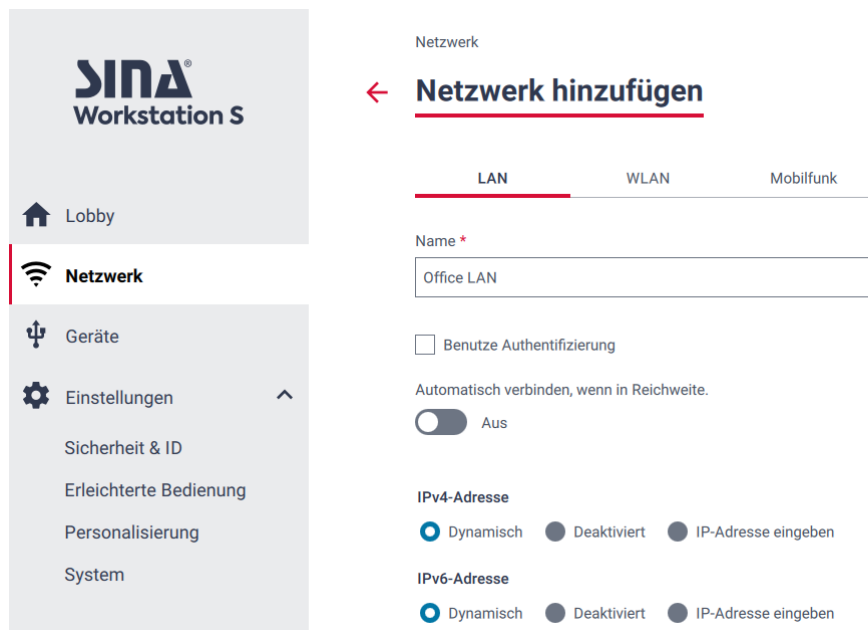 SINA®
Workstation S
Lobby
Netzwerk
Geräte
Einstellungen
Sicherheit & ID
Erleichterte Bedienung
Personalisierung
System
Netzwerk
Netzwerk hinzufügen
LAN WLAN Mobilfunk
Name *
Office LAN
Benutze Authentifizierung
Automatisch verbinden, wenn in Reichweite.
Aus
IPv4-Adresse
Dynamisch Deaktiviert IP-Adresse eingeben
IPv6-Adresse
Dynamisch Deaktiviert IP-Adresse eingeben